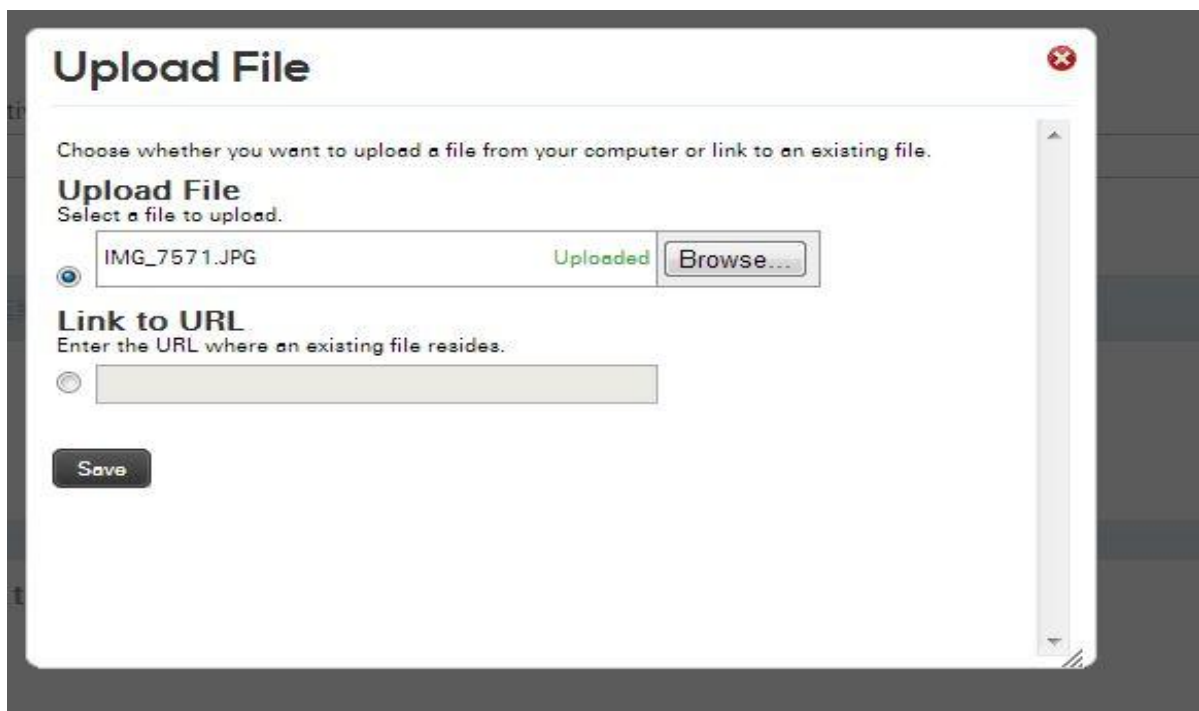 Upload File
Choose whether you want to upload a file from your computer or link to an existing file.
Upload File
Select a file to upload.
IMG_7571.JPG Uploaded Browse...
Link to URL
Enter the URL where an existing file resides.
Save